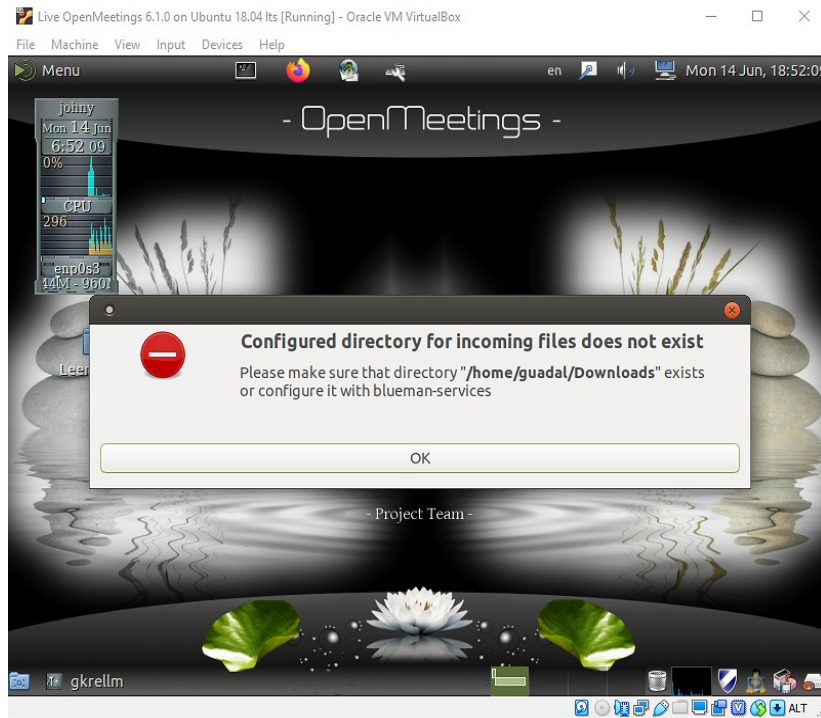 Live OpenMeetings 6.1.0 on Ubuntu 18.04 lts [Running] - Oracle VM VirtualBox
File Machine View Input Devices Help
Menu en Mon 14 Jun, 18:52:09
- OpenMeetings -
johny
Mon 14 Jun
6:52 09
0%
CPU
296
enp0s3
44M - 960M
Leer
Configured directory for incoming files does not exist
Please make sure that directory "/home/guadal/Downloads" exists
or configure it with blueman-services
OK
- Project Team -
gkrellm
ALT